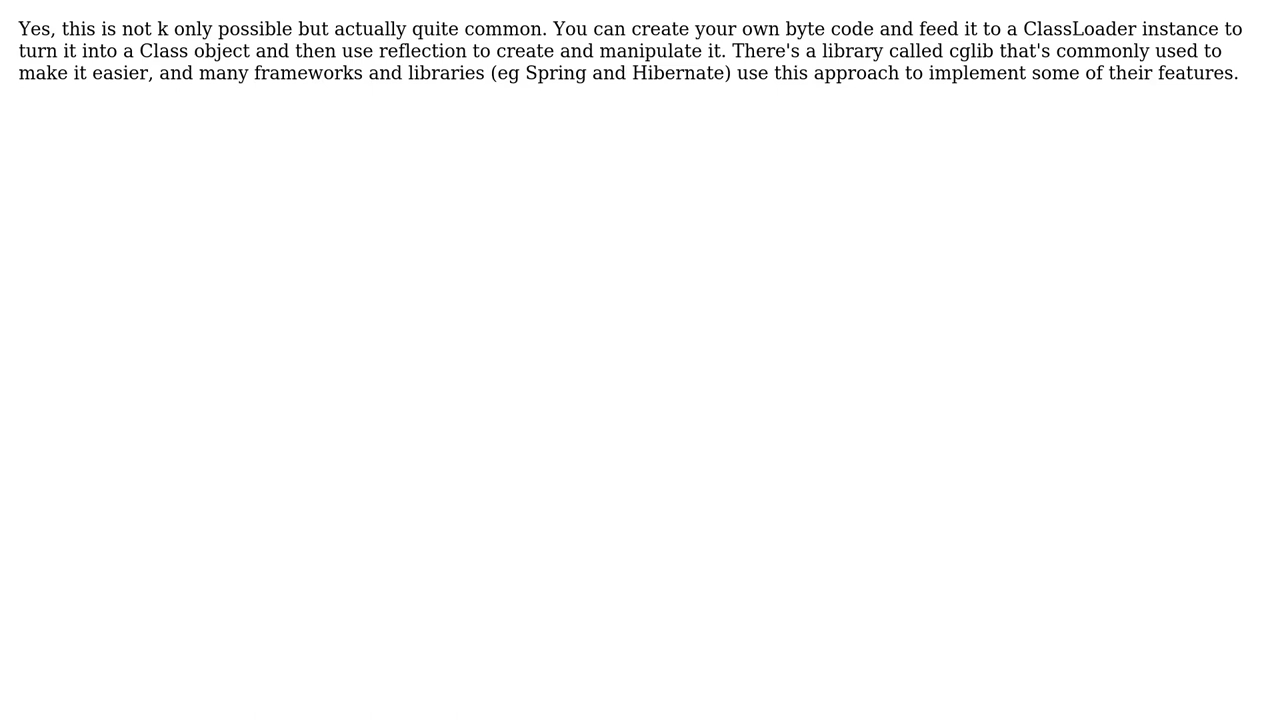 Yes, this is not k only possible but actually quite common. You can create your own byte code and feed it to a ClassLoader instance to
turn it into a Class object and then use reflection to create and manipulate it. There's a library called cglib that's commonly used to
make it easier, and many frameworks and libraries (eg Spring and Hibernate) use this approach to implement some of their features.